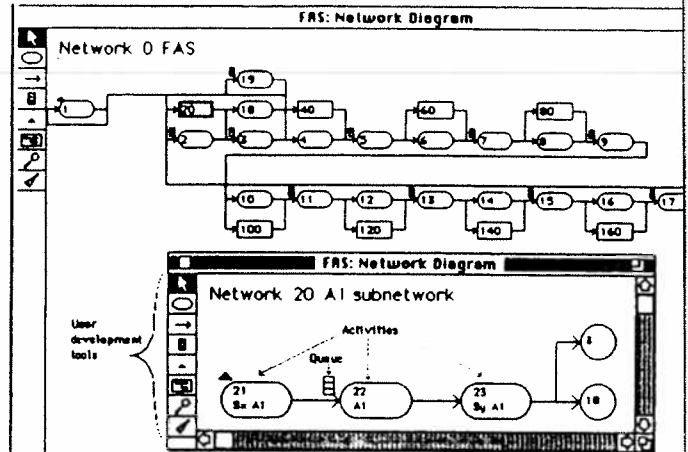 FAS: Network Diagram
Network 0 FAS
19
1 20 18 40 60 80
2 3 4 5 6 7 8 9
10 11 12 13 14 15 16 17
100 120 140 160
FAS: Network Diagram
Network 20 A1 subnetwork
User
development
tools
Activities
Queue
3
21
Sx A1
22
A1
23
Sy A1
18